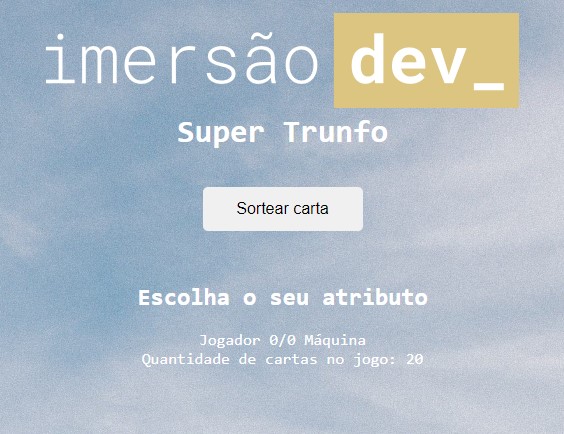 imersão dev_
Super Trunfo
Sortear carta
Escolha o seu atributo
Jogador 0/0 Máquina
Quantidade de cartas no jogo: 20